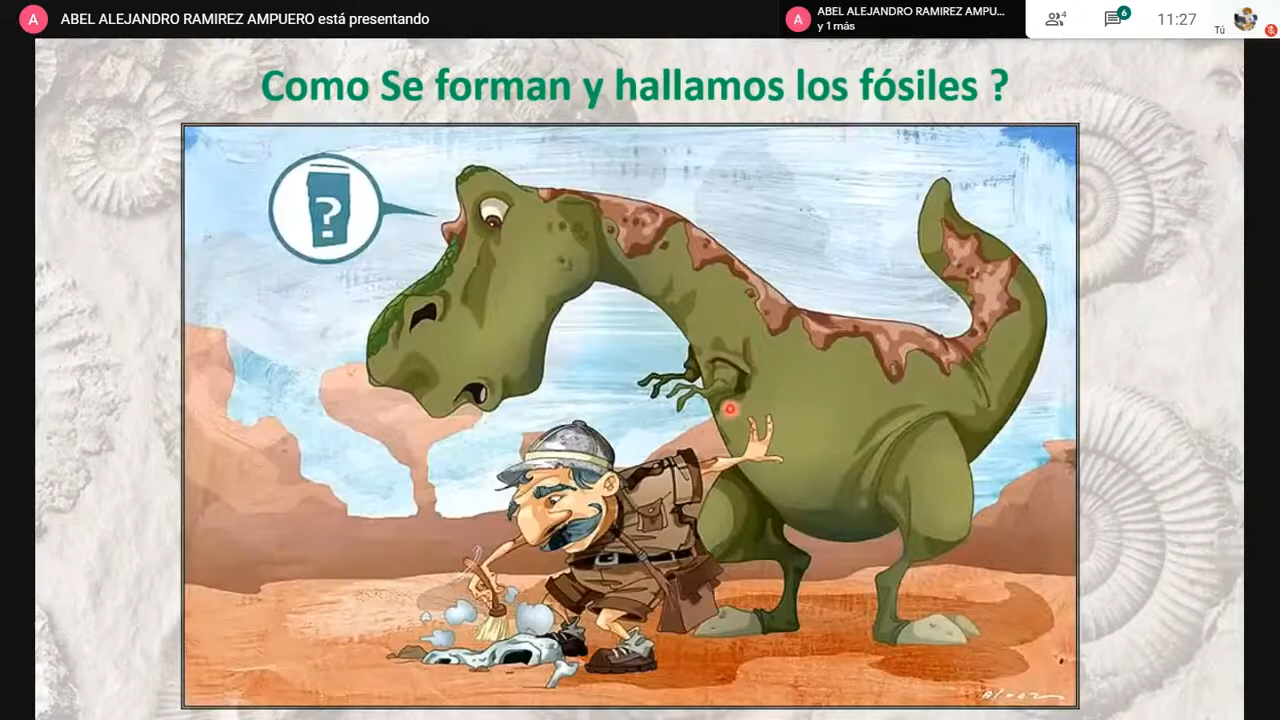 A
ABEL ALEJANDRO RAMIREZ AMPUERO está presentando
A
ABEL ALEJANDRO RAMIREZ AMPU...
y 1 más
4
6
11:27
Tú
Como Se forman y hallamos los fósiles ?
?